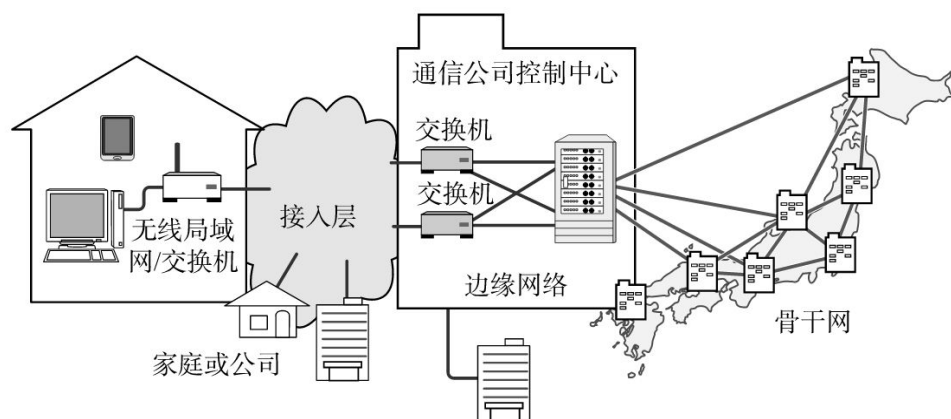 通信公司控制中心
交换机
交换机
无线局域
网/交换机
接入层
边缘网络
家庭或公司
骨干网